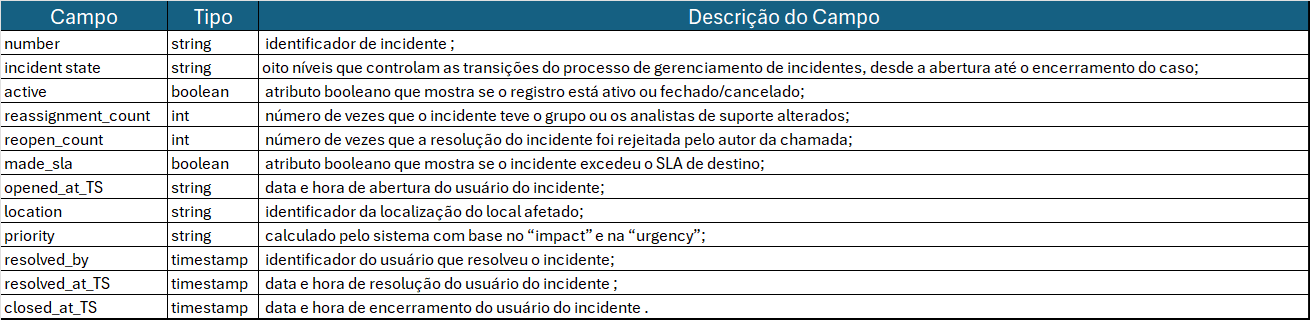 Campo Tipo Descrição do Campo
number string identificador de incidente ;
incident state string oito níveis que controlam as transições do processo de gerenciamento de incidentes, desde a abertura até o encerramento do caso;
active boolean atributo booleano que mostra se o registro está ativo ou fechado/cancelado;
reassignment_count int número de vezes que o incidente teve o grupo ou os analistas de suporte alterados;
reopen_count int número de vezes que a resolução do incidente foi rejeitada pelo autor da chamada;
made_sla boolean atributo booleano que mostra se o incidente excedeu o SLA de destino;
opened_at_TS string data e hora de abertura do usuário do incidente;
location string identificador da localização do local afetado;
priority string calculado pelo sistema com base no “impact” e na “urgency”;
resolved_by timestamp identificador do usuário que resolveu o incidente;
resolved_at_TS timestamp data e hora de resolução do usuário do incidente ;
closed_at_TS timestamp data e hora de encerramento do usuário do incidente .